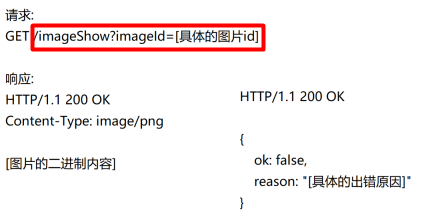 请求:
GET /imageShow?imageId=[具体的图片id]
响应:
HTTP/1.1 200 OK
Content-Type: image/png
[图片的二进制内容]
HTTP/1.1 200 OK
{
ok: false,
reason: "[具体的出错原因]"
}